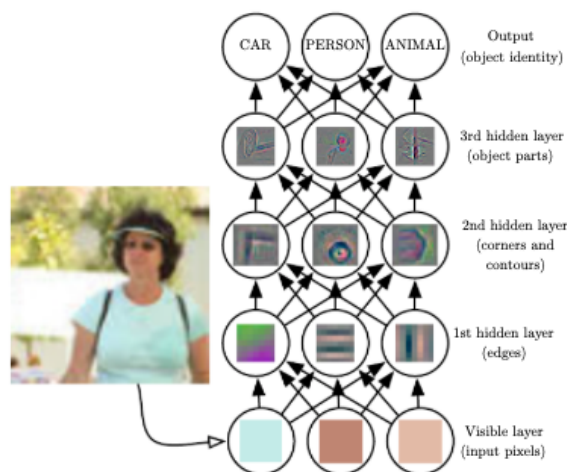 CAR PERSON ANIMAL
Output
(object identity)
3rd hidden layer
(object parts)
2nd hidden layer
(corners and
contours)
1st hidden layer
(edges)
Visible layer
(input pixels)